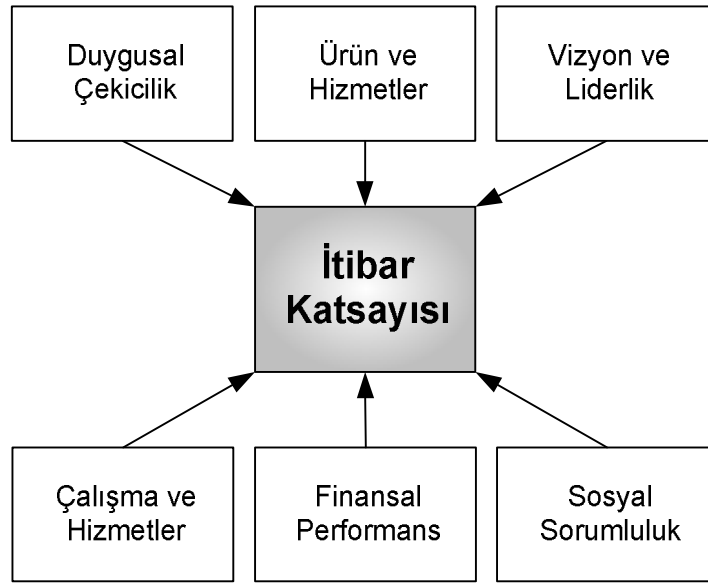 Duygusal
Çekicilik
Ürün ve
Hizmetler
Vizyon ve
Liderlik
İtibar
Katsayısı
Çalışma ve
Hizmetler
Finansal
Performans
Sosyal
Sorumluluk